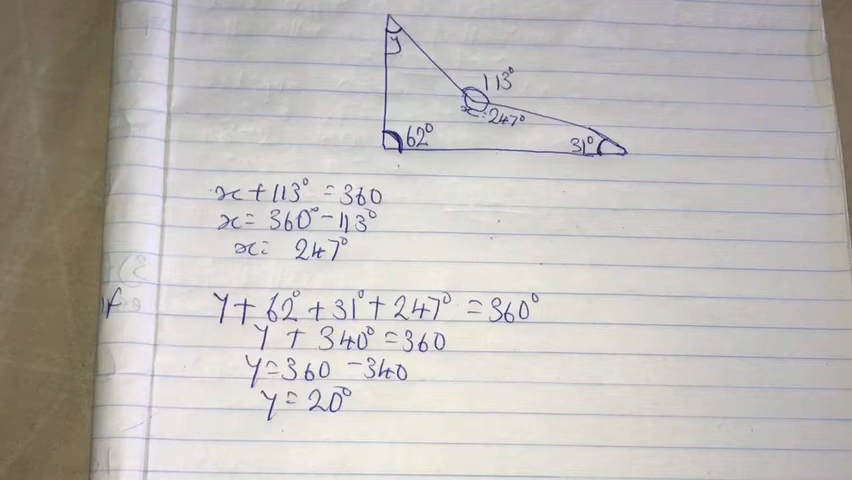 y
113°
x=247°
62°
31°
x+113°=360
x=360°-113°
x= 247°
y+62°+31°+247°=360°
y + 340°=360
y=360 -340
y=20°